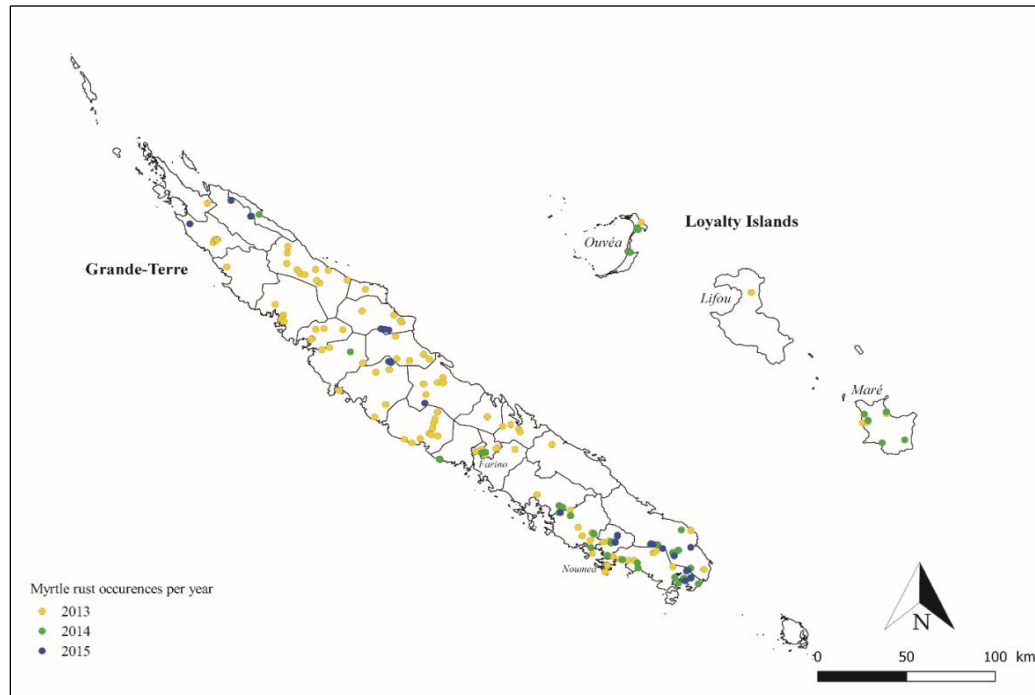 Loyalty Islands
Ouvéa
Grande-Terre
Lifou
Maré
Farino
Noumea
Myrtle rust occurences per year
2013
2014
2015
N
0 50 100 km